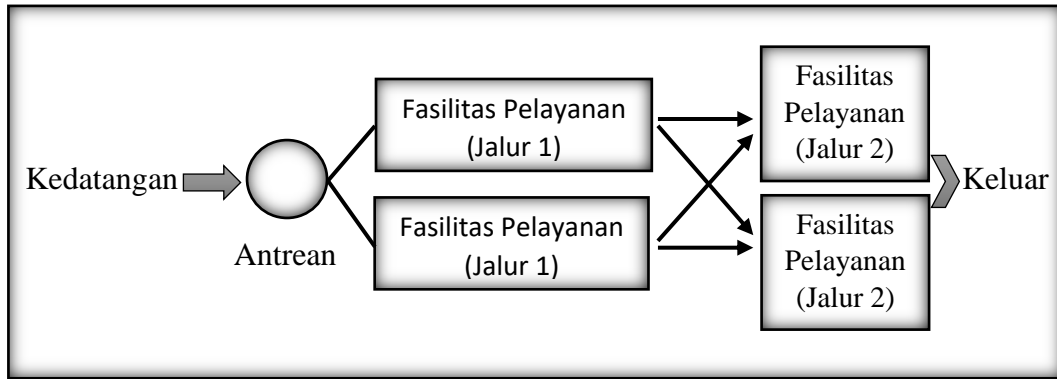 Kedatangan
Antrean
Fasilitas Pelayanan
(Jalur 1)
Fasilitas Pelayanan
(Jalur 1)
Fasilitas
Pelayanan
(Jalur 2)
Fasilitas
Pelayanan
(Jalur 2)
Keluar